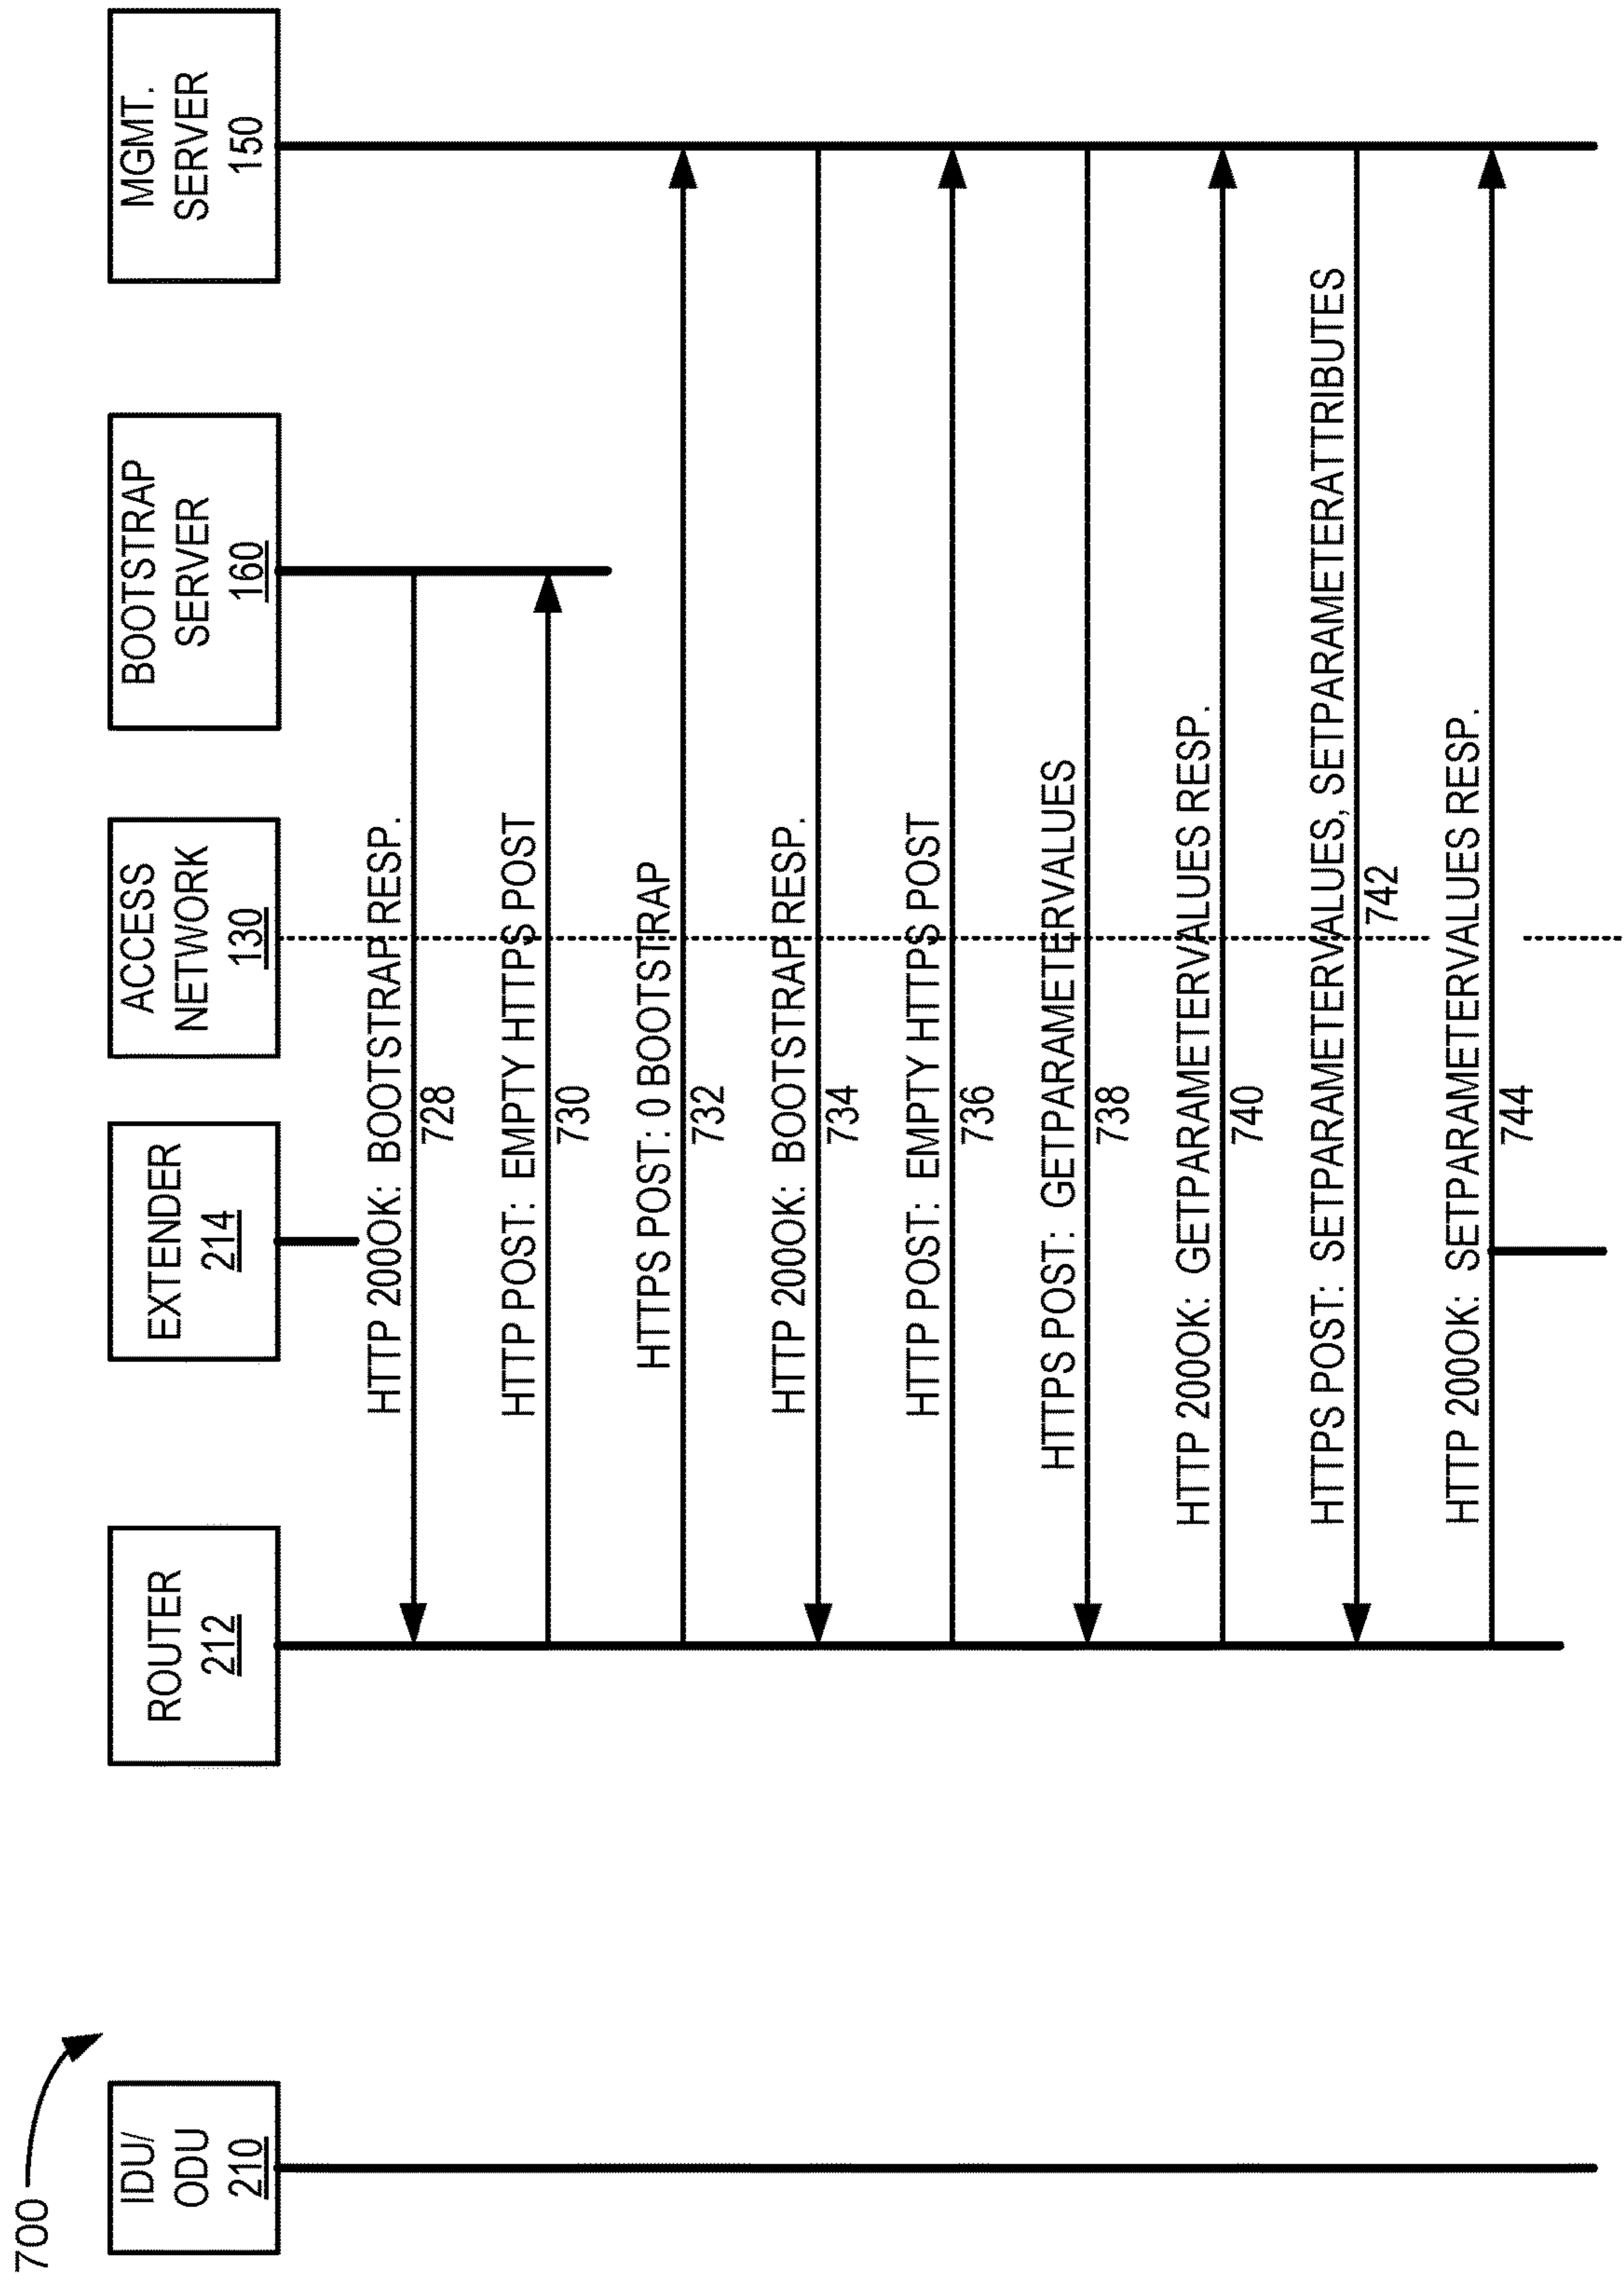 700
IDU/
ODU
210
ROUTER
212
EXTENDER
214
ACCESS
NETWORK
130
BOOTSTRAP
SERVER
160
MGMT.
SERVER
150
HTTP 200OK: BOOTSTRAP RESP.
728
HTTP POST: EMPTY HTTPS POST
730
HTTPS POST: 0 BOOTSTRAP
732
HTTP 200OK: BOOTSTRAP RESP.
734
HTTP POST: EMPTY HTTPS POST
736
HTTPS POST: GETPARAMETERVALUES
738
HTTP 200OK: GETPARAMETERVALUES RESP.
740
HTTPS POST: SETPARAMETERVALUES, SETPARAMETERATTRIBUTES
742
HTTP 200OK: SETPARAMETERVALUES RESP.
744